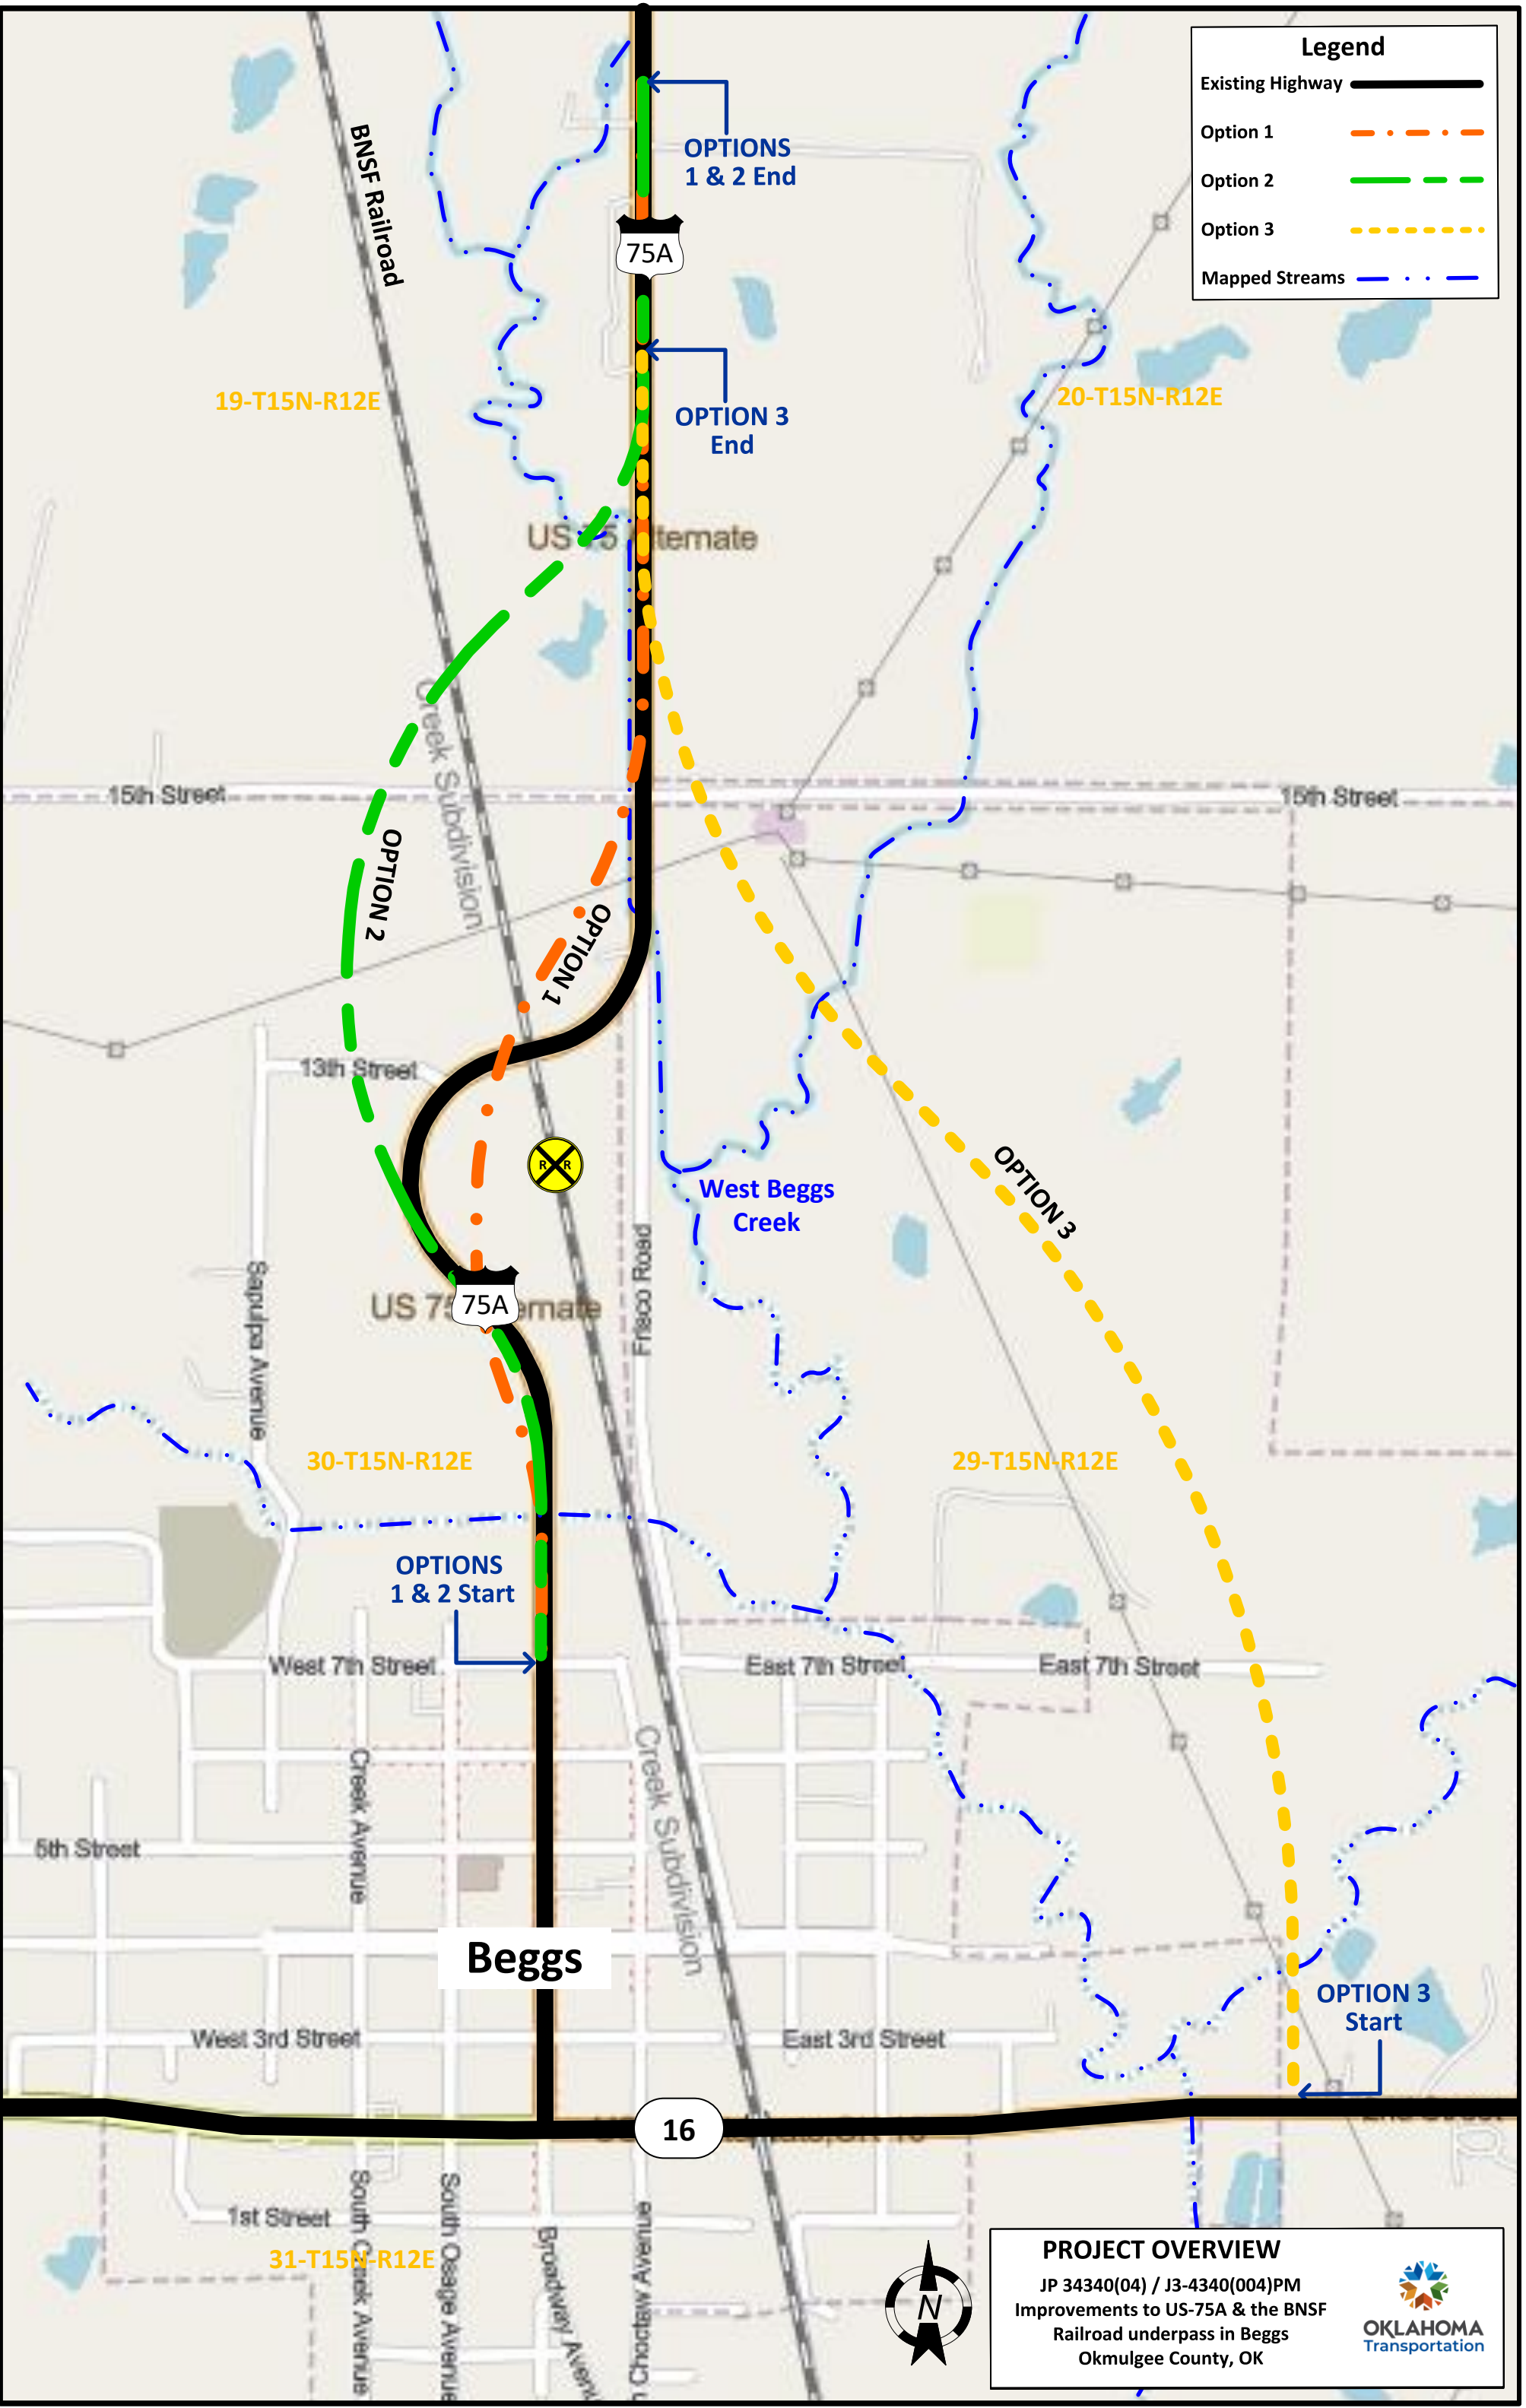 Legend
Existing Highway
Option 1
Option 2
Option 3
Mapped Streams
BNSF Railroad
OPTIONS
1 & 2 End
75A
19-T15N-R12E
20-T15N-R12E
OPTION 3
End
US 75
Creek Subdivision
15th Street
15th Street
OPTION 2
OPTION 1
13th Street
R R
OPTION 3
West Beggs
Creek
Frisco Road
Sapulpa Avenue
US 75
75A
30-T15N-R12E
29-T15N-R12E
OPTIONS
1 & 2 Start
West 7th Street
East 7th Street
East 7th Street
Creek Avenue
Creek Subdivision
5th Street
Beggs
OPTION 3
Start
West 3rd Street
East 3rd Street
16
1st Street
31-T15N-R12E
South Creek Avenue
South Osage Avenue
Broadway
Choctaw Avenue
N
PROJECT OVERVIEW
JP 34340(04) / J3-4340(004)PM
Improvements to US-75A & the BNSF
Railroad underpass in Beggs
Okmulgee County, OK
OKLAHOMA
Transportation